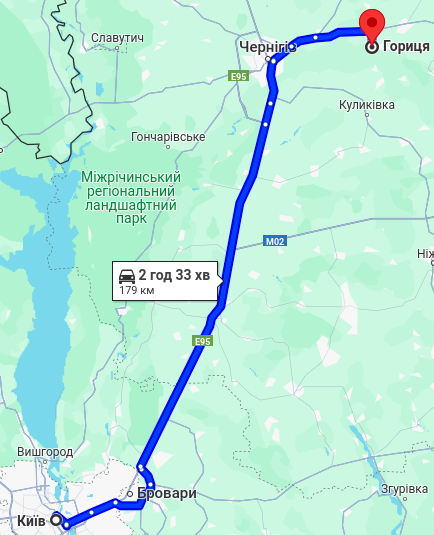 Славутич
Чернігів
Гориця
E95
Куликівка
Гончарівське
Міжрічинський
регіональний
ландшафтний
парк
M02
Ніж
2 год 33 хв
179 км
E95
Вишгород
Бровари
Згурівка
Київ